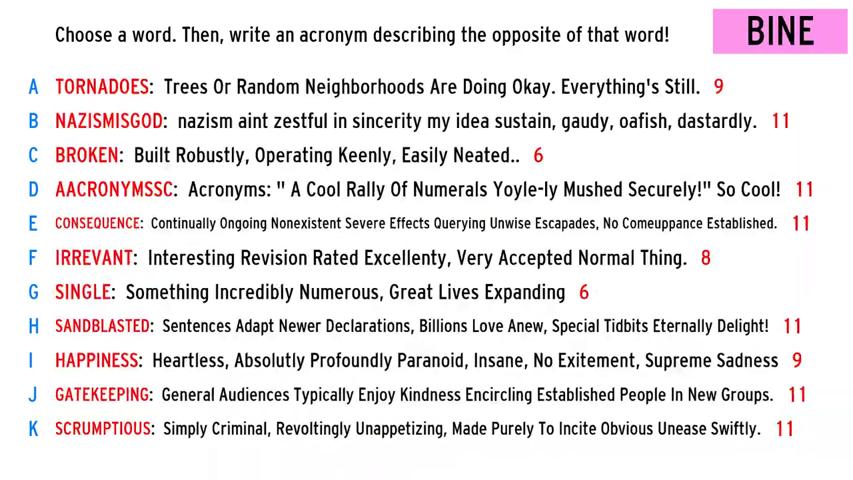 Choose a word. Then, write an acronym describing the opposite of that word!
BINE
A TORNADOES: Trees Or Random Neighborhoods Are Doing Okay. Everything's Still. 9
B NAZISMISGOD: nazism aint zestful in sincerity my idea sustain, gaudy, oafish, dastardly. 11
C BROKEN: Built Robustly, Operating Keenly, Easily Neated.. 6
D AACRONYMSSC: Acronyms: " A Cool Rally Of Numerals Yoyle-ly Mushed Securely!" So Cool! 11
E CONSEQUENCE: Continually Ongoing Nonexistent Severe Effects Querying Unwise Escapades, No Comeuppance Established. 11
F IRREVANT: Interesting Revision Rated Excellenty, Very Accepted Normal Thing. 8
G SINGLE: Something Incredibly Numerous, Great Lives Expanding 6
H SANDBLASTED: Sentences Adapt Newer Declarations, Billions Love Anew, Special Tidbits Eternally Delight! 11
I HAPPINESS: Heartless, Absolutly Profoundly Paranoid, Insane, No Exitement, Supreme Sadness 9
J GATEKEEPING: General Audiences Typically Enjoy Kindness Encircling Established People In New Groups. 11
K SCRUMPTIOUS: Simply Criminal, Revoltingly Unappetizing, Made Purely To Incite Obvious Unease Swiftly. 11